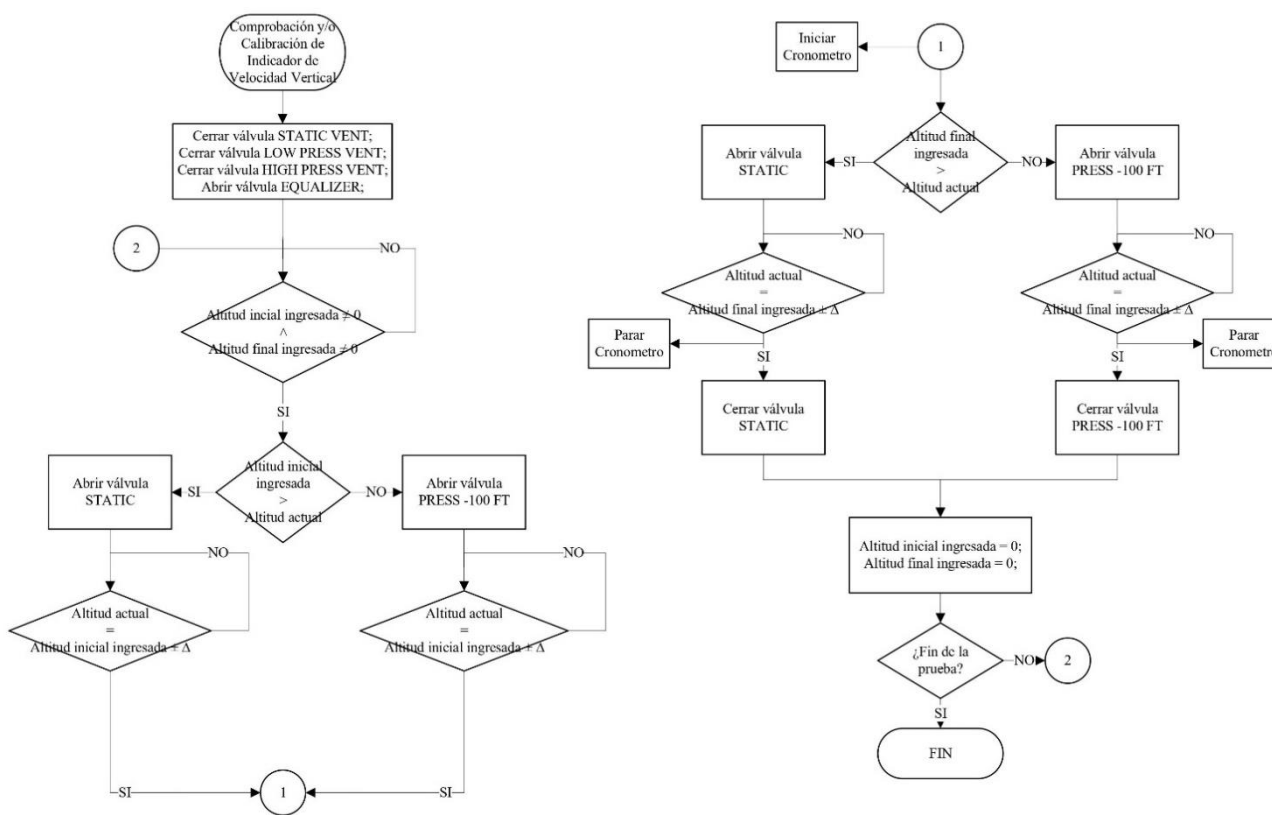 Comprobación y/o
Calibración de
Indicador de
Velocidad Vertical
Cerrar válvula STATIC VENT;
Cerrar válvula LOW PRESS VENT;
Cerrar válvula HIGH PRESS VENT;
Abrir válvula EQUALIZER;
2
NO
Altitud incial ingresada ≠ 0
^
Altitud final ingresada ≠ 0
SI
Altitud inicial
ingresada
>
Altitud actual
SI
NO
Abrir válvula
STATIC
Abrir válvula
PRESS -100 FT
NO
NO
Altitud actual
=
Altitud inicial ingresada ± Δ
Altitud actual
=
Altitud inicial ingresada ± Δ
SI
1
SI
Iniciar
Cronometro
1
Altitud final
ingresada
>
Altitud actual
SI
NO
Abrir válvula
STATIC
Abrir válvula
PRESS -100 FT
NO
NO
Altitud actual
=
Altitud final ingresada ± Δ
Altitud actual
=
Altitud final ingresada ± Δ
Parar
Cronometro
SI
SI
Parar
Cronometro
Cerrar válvula
STATIC
Cerrar válvula
PRESS -100 FT
Altitud inicial ingresada = 0;
Altitud final ingresada = 0;
¿Fin de la
prueba?
NO
2
SI
FIN